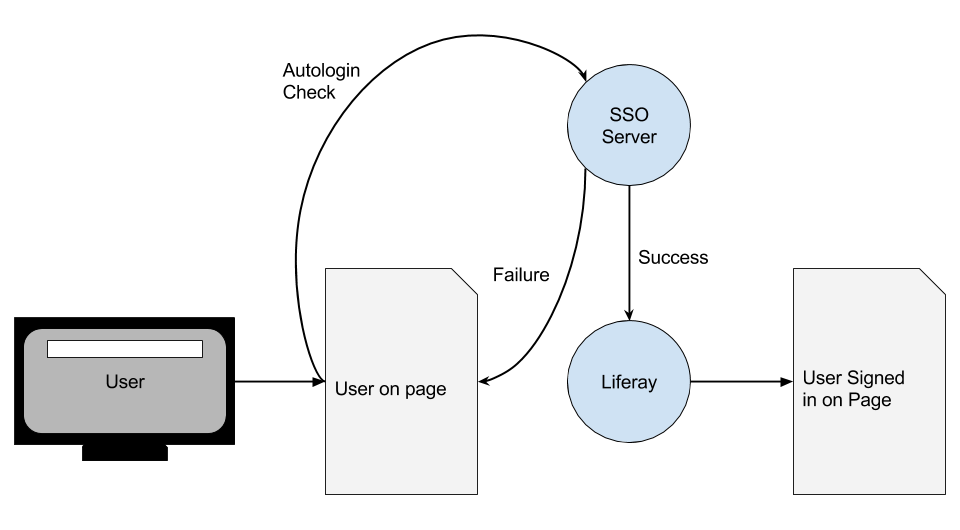 Autologin
Check
SSO
Server
Failure
Success
User
User on page
Liferay
User Signed
in on Page